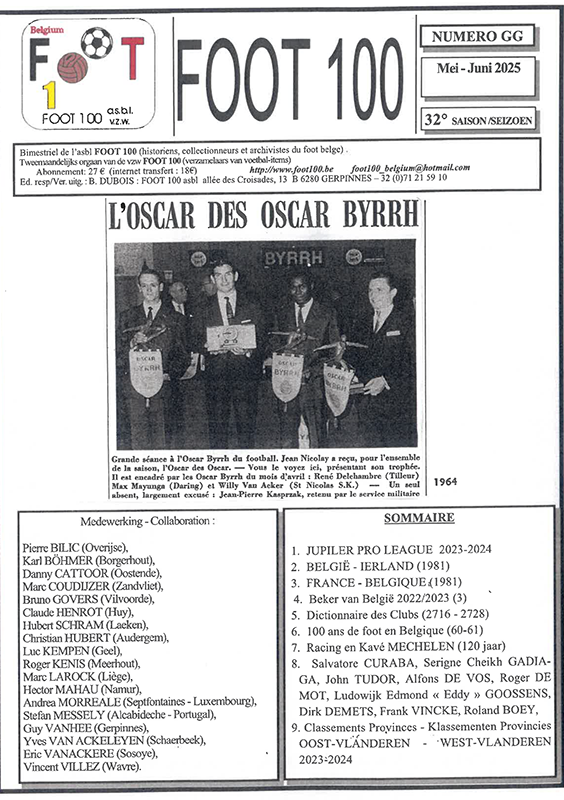 Belgium
FOOT
1
FOOT 100 a.s.b.l.
v.z.w.
FOOT 100
NUMERO GG
Mei - Juni 2025
32° SAISON/SEIZOEN
Bimestriel de l'asbl FOOT 100 (historiens, collectionneurs et archivistes du foot belge) .
Tweemaandelijks orgaan van de vzw FOOT 100 (verzamelaars van voetbal-items)
Abonnement: 27 € (internet transfert : 18€) http://www.foot100.be foot100_belgium@hotmail.com
Ed. resp/Ver. uitg. : B. DUBOIS : FOOT 100 asbl allée des Croisades, 13 B 6280 GERPINNES – 32 (0)71 21 59 10
L'OSCAR DES OSCAR BYRRH
BYRRH
OSCAR
BYRRH
OSCAR
BYRRH
OSCAR
BYRRH
Grande séance à l'Oscar Byrrh du football. Jean Nicolay a reçu, pour l'ensemble
de la saison, l'Oscar des Oscar. — Vous le voyez ici, présentant son trophée.
Il est encadré par les Oscar Byrrh du mois d'avril : René Delchambre (Tilleur)
Max Mayunga (Daring) et Willy Van Acker (St Nicolas S.K.) — Un seul
absent, largement excusé : Jean-Pierre Kasprzak, retenu par le service militaire
1964
Medewerking - Collaboration :
Pierre BILIC (Overijse),
Karl BÖHMER (Borgerhout),
Danny CATTOOR (Oostende),
Marc COUDIJZER (Zandvliet),
Bruno GOVERS (Vilvoorde),
Claude HENROT (Huy),
Hubert SCHRAM (Laeken),
Christian HUBERT (Audergem),
Luc KEMPEN (Geel),
Roger KENIS (Meerhout),
Marc LAROCK (Liège),
Hector MAHAU (Namur),
Andrea MORREALE (Septfontaines - Luxembourg),
Stefan MESSELY (Alcabideche - Portugal),
Guy VANHEE (Gerpinnes),
Yves VAN ACKELEYEN (Schaerbeek),
Eric VANACKERE (Sosoye),
Vincent VILLEZ (Wavre).
SOMMAIRE
1. JUPILER PRO LEAGUE 2023-2024
2. BELGIË - IERLAND (1981)
3. FRANCE - BELGIQUE (1981)
4. Beker van België 2022/2023 (3)
5. Dictionnaire des Clubs (2716 - 2728)
6. 100 ans de foot en Belgique (60-61)
7. Racing en Kavé MECHELEN (120 jaar)
8. Salvatore CURABA, Serigne Cheikh GADIA-
GA, John TUDOR, Alfons DE VOS, Roger DE
MOT, Ludowijk Edmond « Eddy » GOOSSENS,
Dirk DEMETS, Frank VINCKE, Roland BOEY,
9. Classements Provinces - Klassementen Provincies
OOST-VLANDEREN - WEST-VLANDEREN
2023-2024